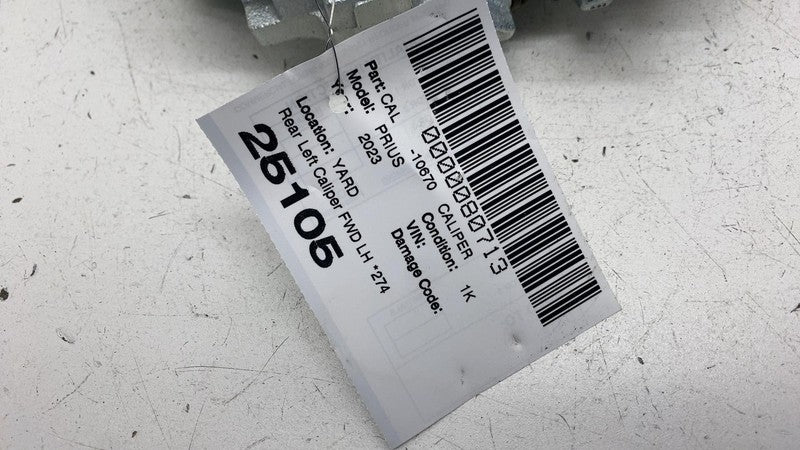 0000080713
Part: CAL -10670 CALIPER
Model: PRIUS Condition: 1K
Year: 2023 VIN:
Damage Code:
Location: YARD
Rear Left Caliper FWD LH *274
25105